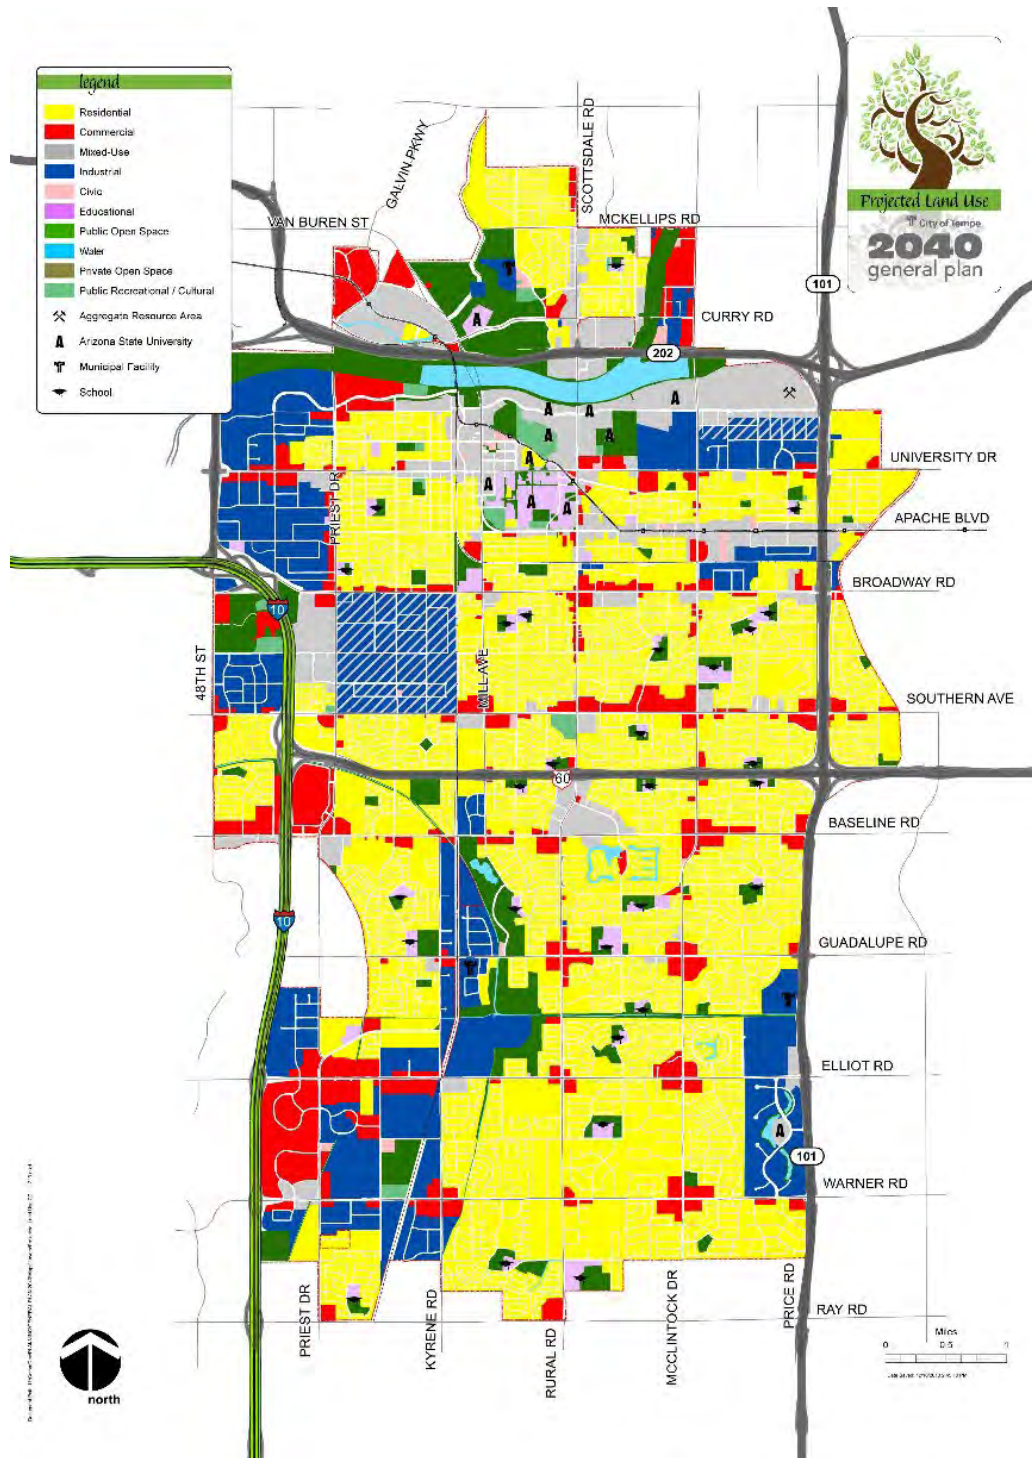 legend
Residential
Commercial
Mixed-Use
Industrial
Civic
Educational
Public Open Space
Water
Private Open Space
Public Recreational / Cultural
Aggregate Resource Area
A Arizona State University
Municipal Facility
School
Projected Land Use
City of Tempe
2040
general plan
GALVIN PKWY
SCOTTSDALE RD
VAN BUREN ST
MCKELLIPS RD
101
CURRY RD
202
A
A
A
A
A
A
A
UNIVERSITY DR
PRIEST DR
A
A
A
APACHE BLVD
BROADWAY RD
10
48TH ST
MILL AVE
SOUTHERN AVE
60
BASELINE RD
10
GUADALUPE RD
ELLIOT RD
A
101
WARNER RD
PRIEST DR
KYRENE RD
RURAL RD
MCCLINTOCK DR
PRICE RD
RAY RD
Miles
0 0.5 1
north